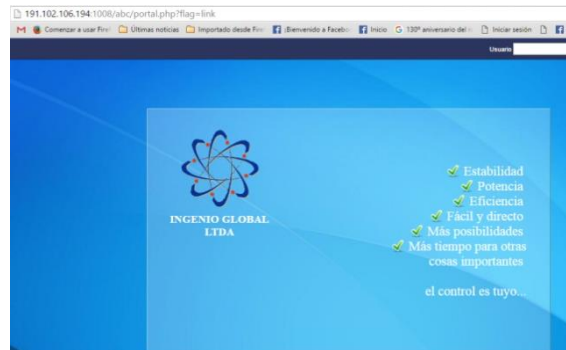 191.102.106.194:1008/abc/portal.php?flag=link
Comenzar a usar Firef
Últimas noticias
Importado desde Fire
¡Bienvenido a Facebo
Inicio
130º aniversario del
Iniciar sesión
Usuario
INGENIO GLOBAL
LTDA
Estabilidad
Potencia
Eficiencia
Fácil y directo
Más posibilidades
Más tiempo para otras
cosas importantes
el control es tuyo...